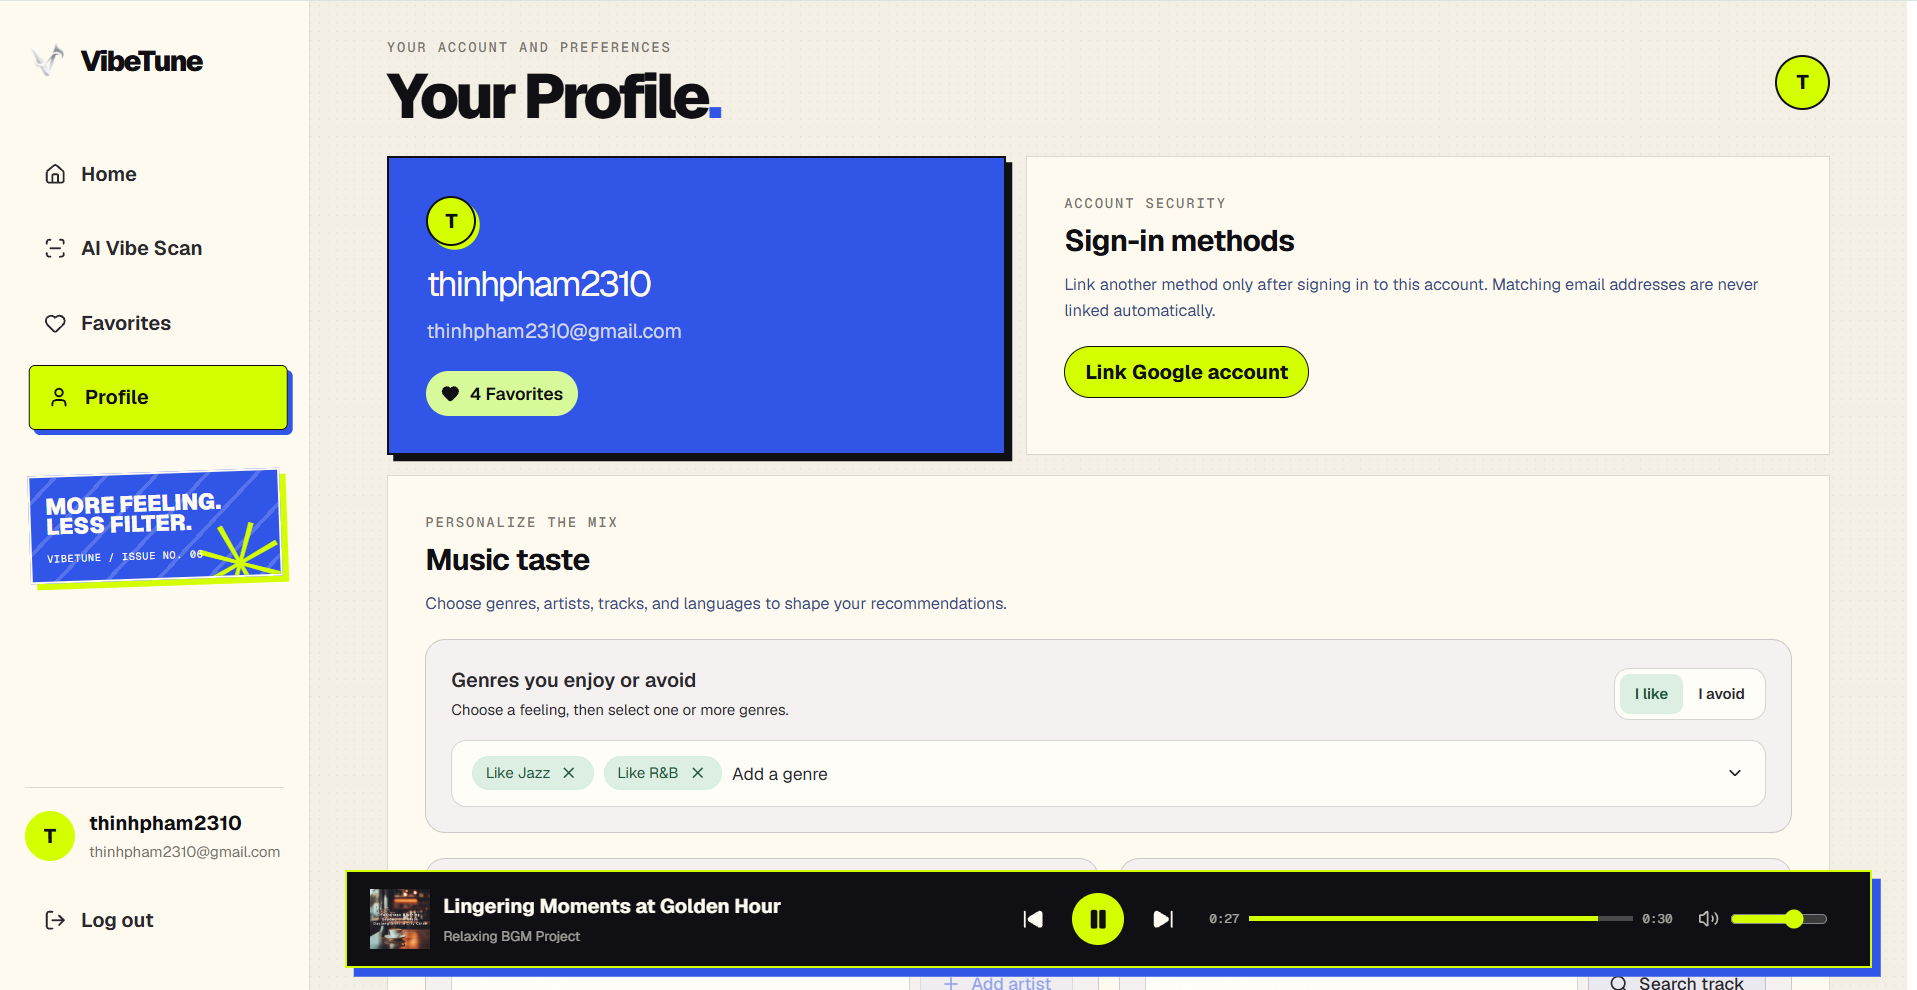 VibeTune
Home
AI Vibe Scan
Favorites
Profile
MORE FEELING.
LESS FILTER.
VIBETUNE / ISSUE NO. 06
T
thinhpham2310
thinhpham2310@gmail.com
Log out
YOUR ACCOUNT AND PREFERENCES
Your Profile.
T
T
thinhpham2310
thinhpham2310@gmail.com
4 Favorites
ACCOUNT SECURITY
Sign-in methods
Link another method only after signing in to this account. Matching email addresses are never
linked automatically.
Link Google account
PERSONALIZE THE MIX
Music taste
Choose genres, artists, tracks, and languages to shape your recommendations.
Genres you enjoy or avoid
Choose a feeling, then select one or more genres.
I like
I avoid
Like Jazz
Like R&B
Add a genre
Lingering Moments at Golden Hour
Relaxing BGM Project
0:27
0:30
Add artist
Search track